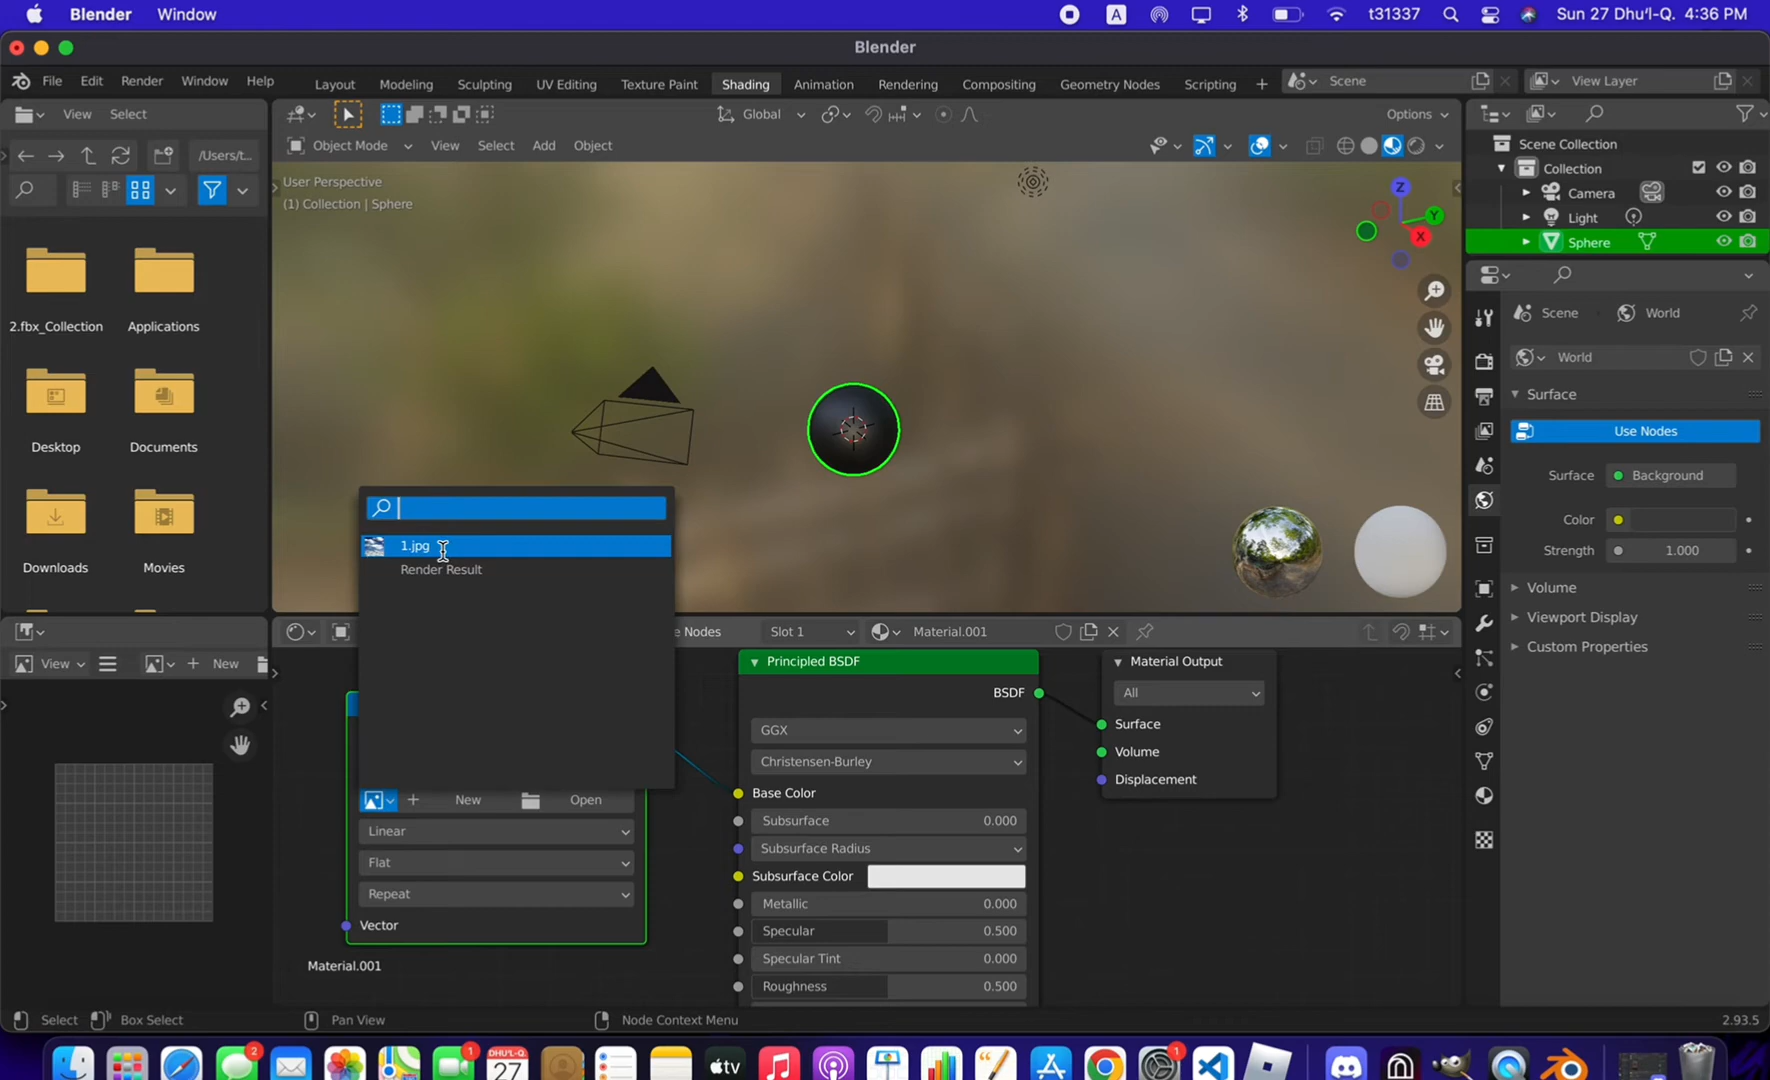 Blender Window A t31337 Sun 27 Dhuʻl-Q. 4:36 PM
Blender
File Edit Render Window Help Layout Modeling Sculpting UV Editing Texture Paint Shading Animation Rendering Compositing Geometry Nodes Scripting + Scene View Layer
View Select Global Options
/Users/t... Object Mode View Select Add Object
Scene Collection
Collection
Camera
Light
Sphere
User Perspective
(1) Collection | Sphere
Z
Y
X
2.fbx_Collection Applications
Desktop Documents
Downloads Movies
1.jpg
Render Result
Scene World
World
Surface
Use Nodes
Surface Background
Color
Strength 1.000
Volume
Viewport Display
Custom Properties
View + New
e Nodes Slot 1 Material.001
Principled BSDF
BSDF
GGX
Christensen-Burley
Base Color
Subsurface 0.000
Subsurface Radius
Subsurface Color
Metallic 0.000
Specular 0.500
Specular Tint 0.000
Roughness 0.500
Material Output
All
Surface
Volume
Displacement
+ New Open
Linear
Flat
Repeat
Vector
Material.001
Select Box Select Pan View Node Context Menu 2.93.5
2 1 DHUʻL-Q. 27 tv 1